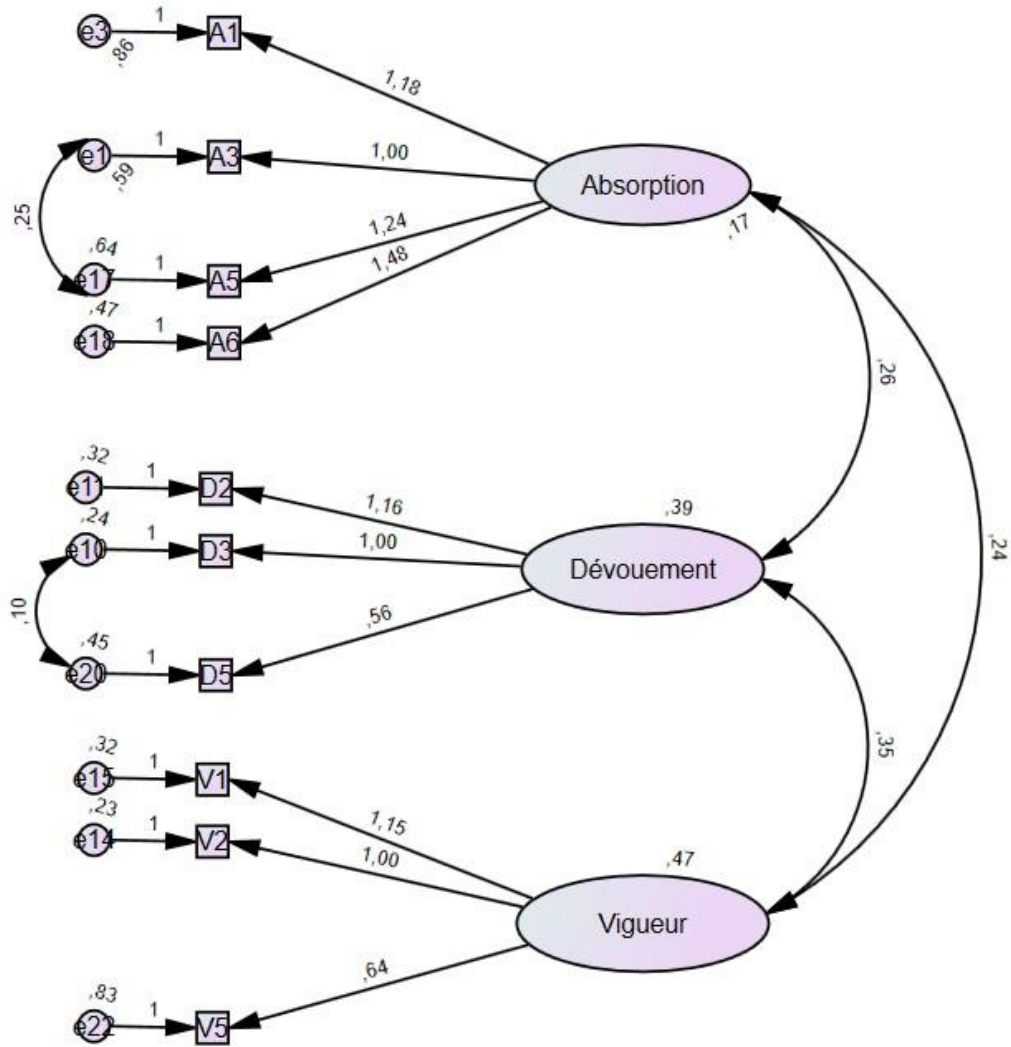 e3
1
A1
,86
1,18
e1
1
A3
,59
1,00
Absorption
,17
,25
,64
e17
1
A5
1,24
,47
e18
1
A6
1,48
,26
,24
,32
e11
1
D2
1,16
,39
,24
e10
1
D3
1,00
Dévouement
,10
,45
e20
1
D5
,56
,35
,32
e15
1
V1
1,15
,23
e14
1
V2
1,00
,47
Vigueur
,64
,83
e22
1
V5